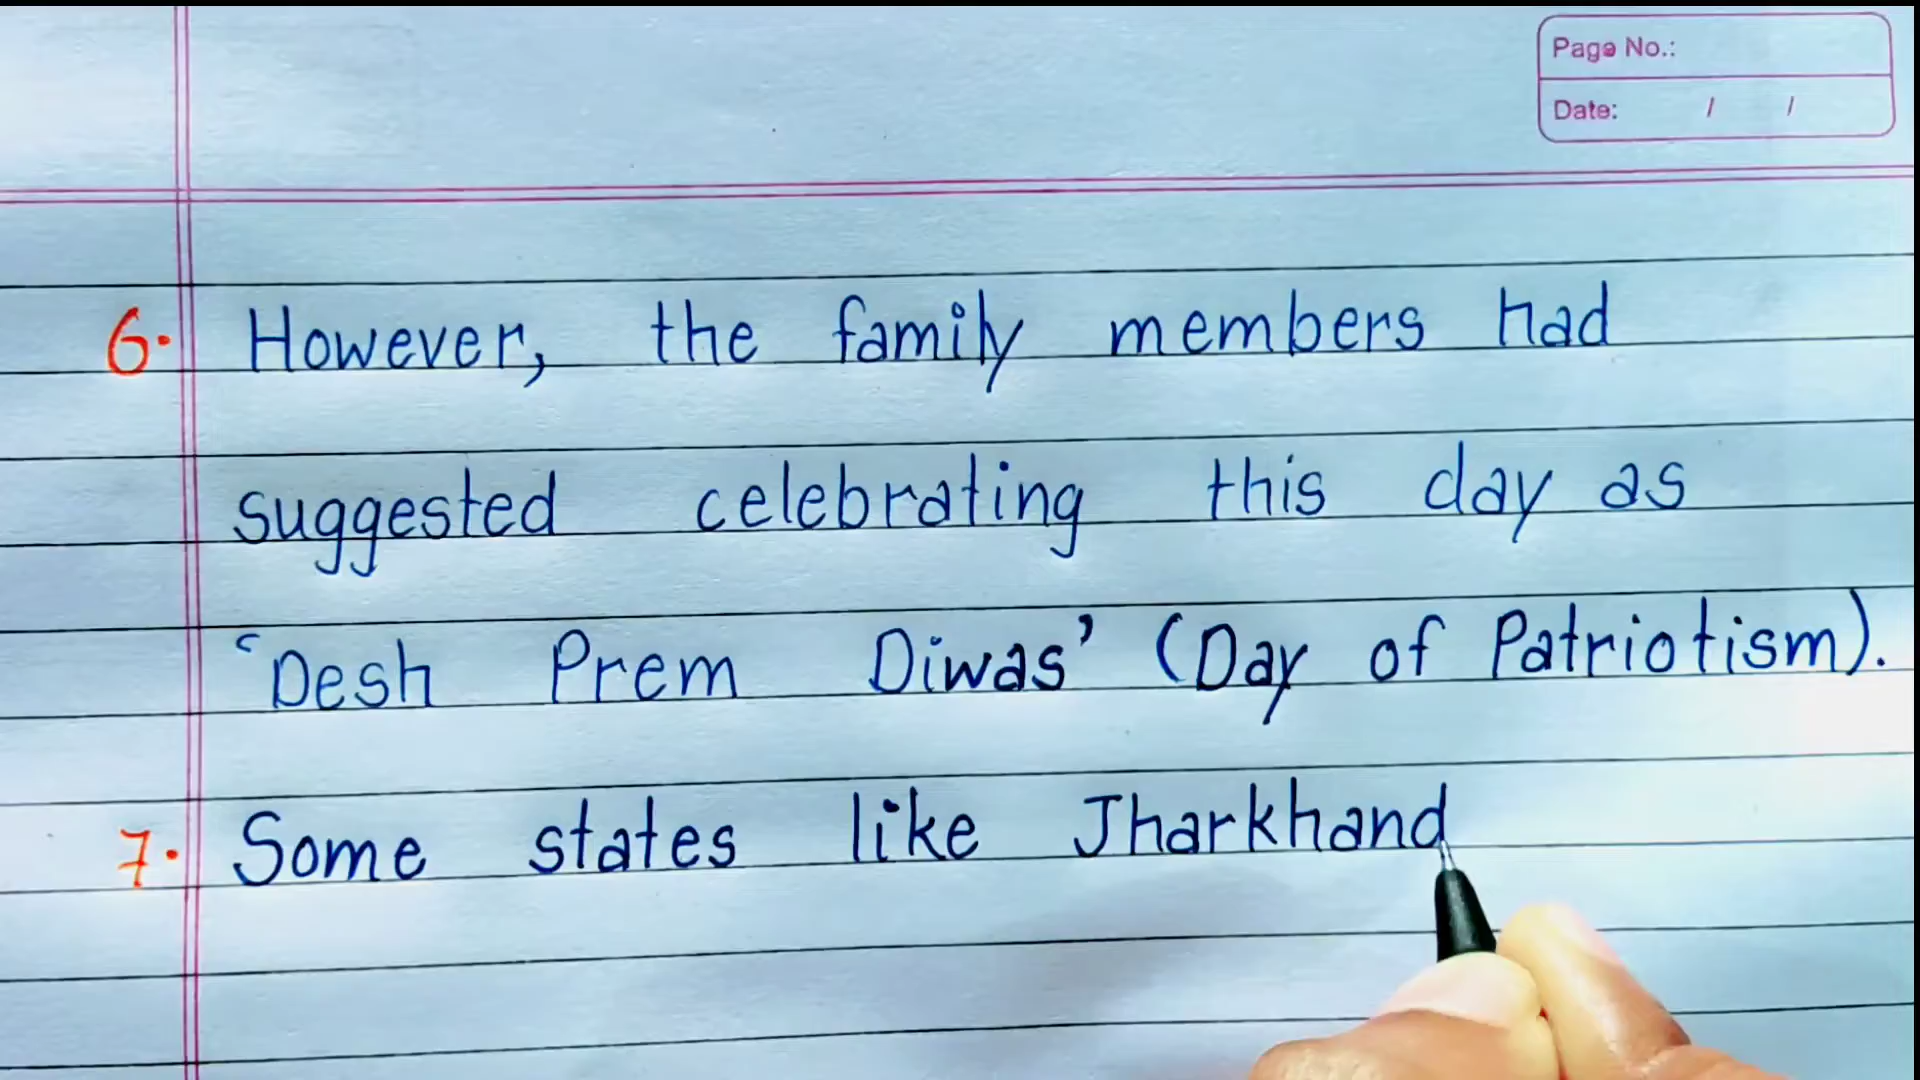 Page No.:
Date: / /
6. However, the family members had
suggested celebrating this day as
‘Desh Prem Diwas’ (Day of Patriotism).
7. Some states like Jharkhand